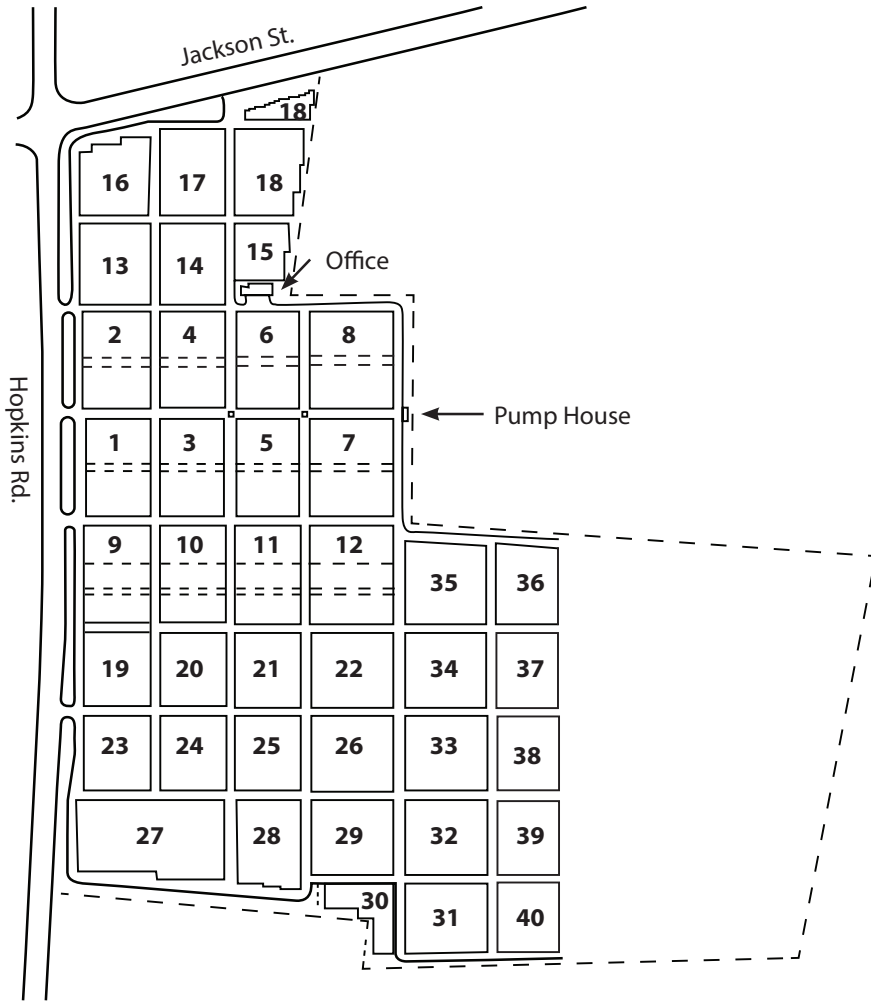 Jackson St.
18
16 17 18
13 14 15
Office
2 4 6 8
Hopkins Rd.
Pump House
1 3 5 7
9 10 11 12
35 36
19 20 21 22 34 37
23 24 25 26 33 38
27 28 29 32 39
30
31 40